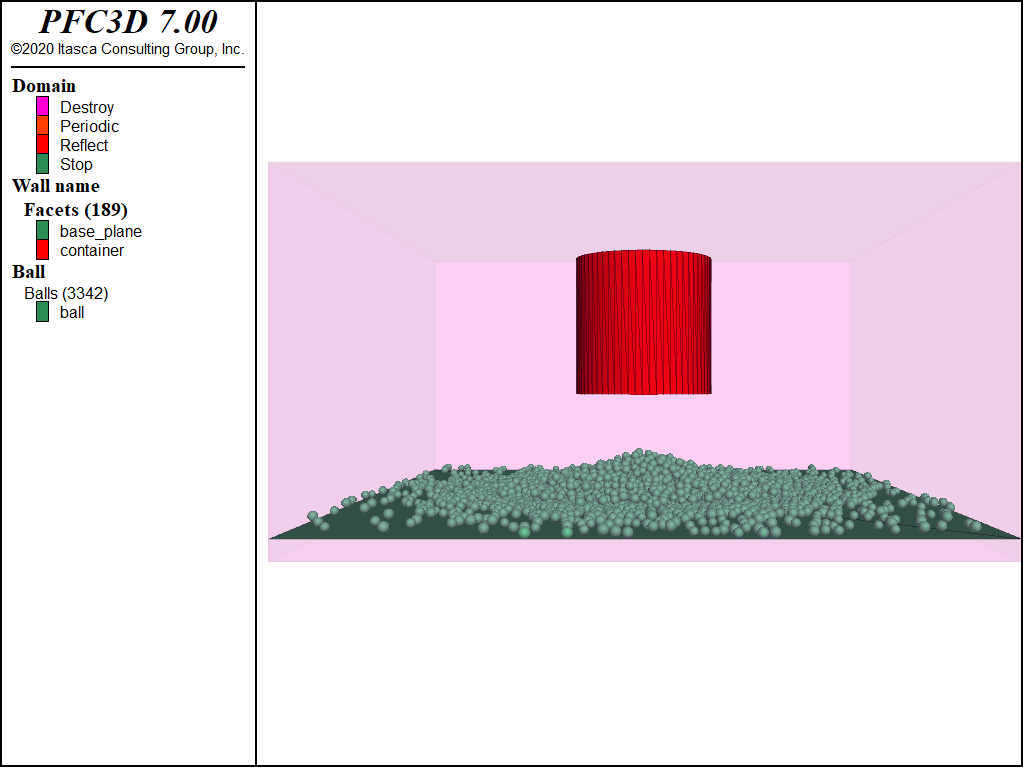 PFC3D 7.00
©2020 Itasca Consulting Group, Inc.
Domain
Destroy
Periodic
Reflect
Stop
Wall name
Facets (189)
base_plane
container
Ball
Balls (3342)
ball